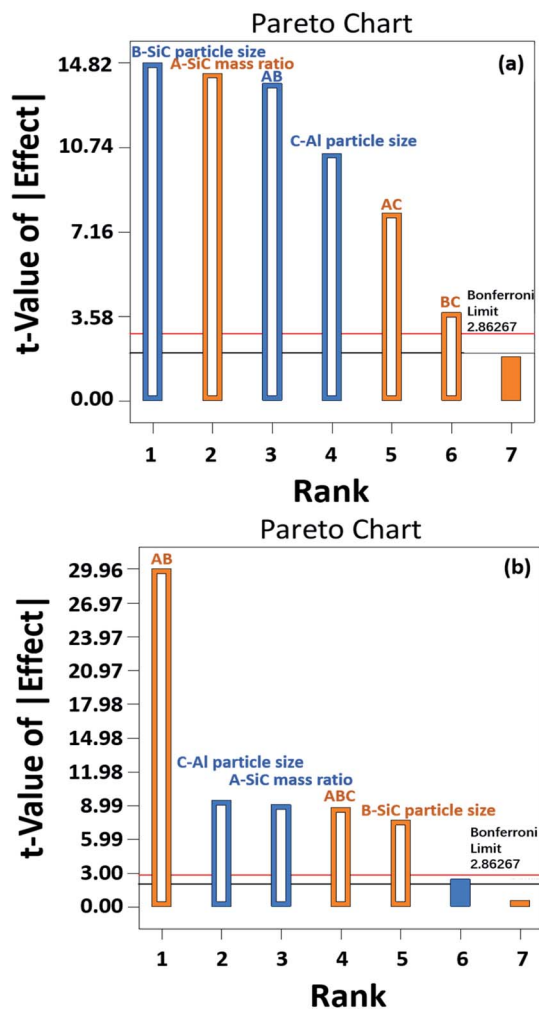 Pareto Chart
(a)
t-Value of |Effect|
14.82
10.74
7.16
3.58
0.00
B-SiC particle size
A-SiC mass ratio
AB
C-Al particle size
AC
BC
Bonferroni
Limit
2.86267
1 2 3 4 5 6 7
Rank
Pareto Chart
(b)
t-Value of |Effect|
29.96
26.97
23.97
20.97
17.98
14.98
11.98
8.99
5.99
3.00
0.00
AB
C-Al particle size
A-SiC mass ratio
ABC
B-SiC particle size
Bonferroni
Limit
2.86267
1 2 3 4 5 6 7
Rank